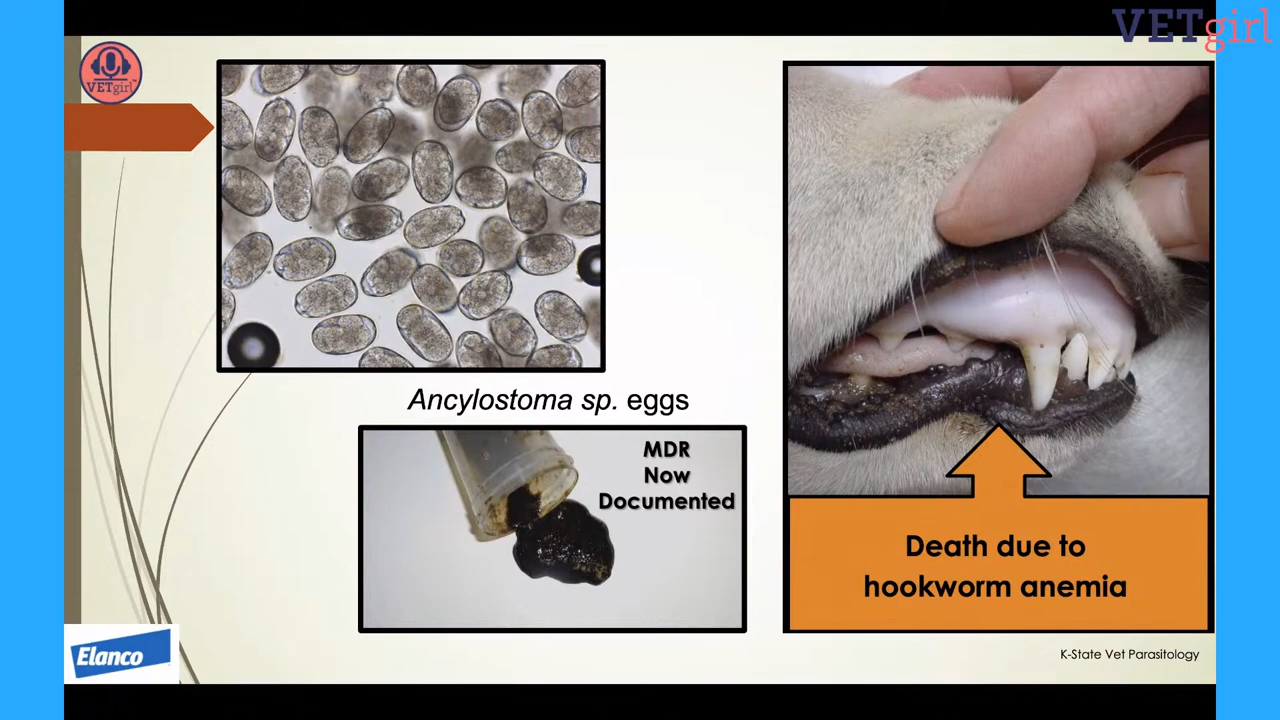 VETgirl
VETgirl
Ancylostoma sp. eggs
MDR
Now
Documented
Death due to
hookworm anemia
K-State Vet Parasitology
Elanco